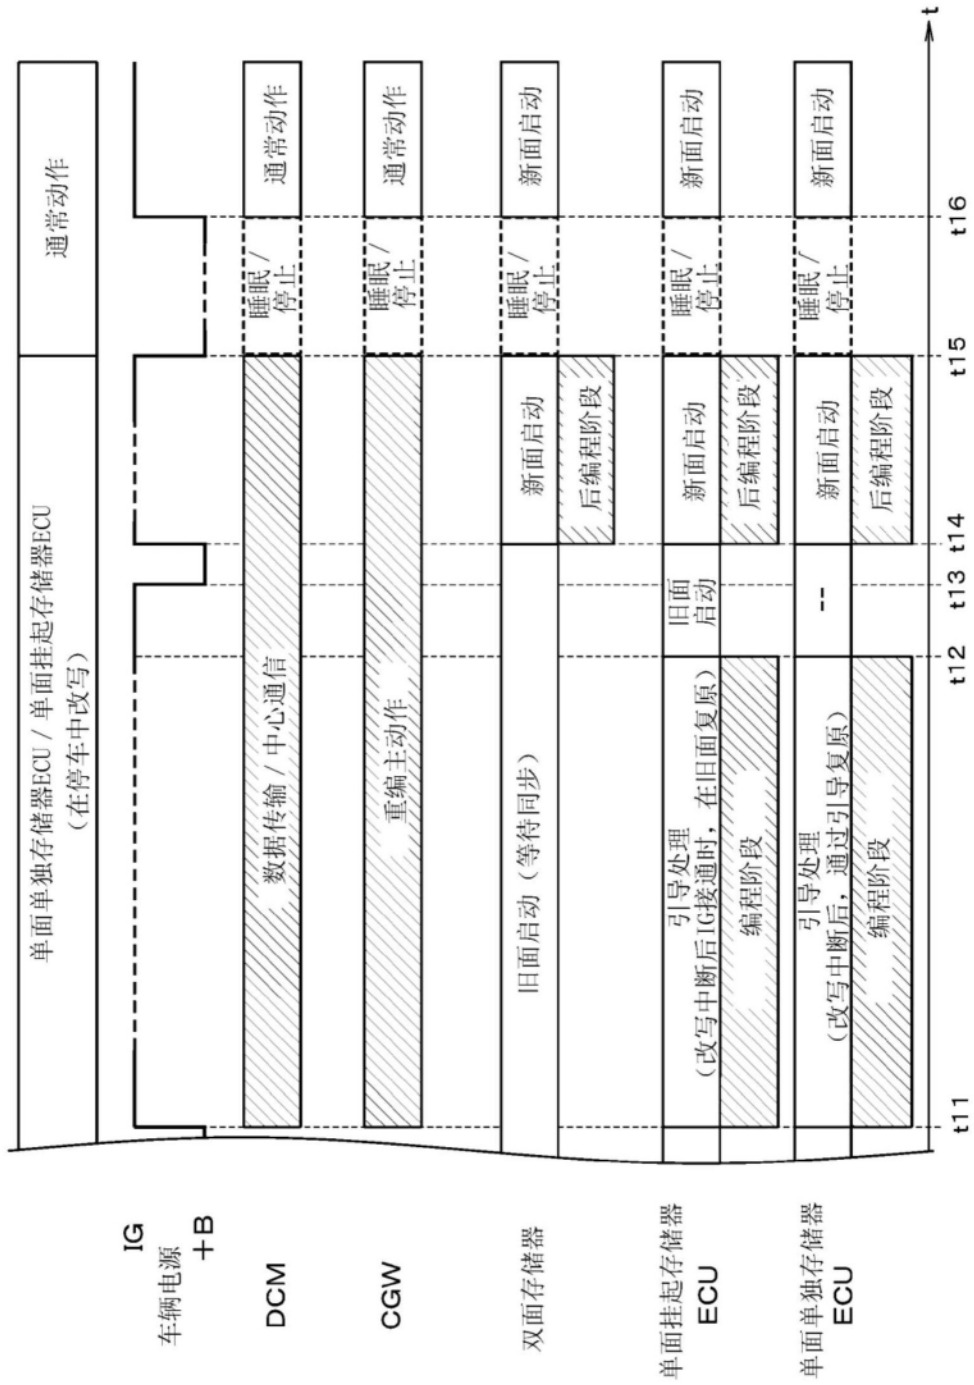 单面单独存储器ECU / 单面挂起存储器ECU
（在停车中改写）
通常动作
IG
车辆电源
+B
DCM
数据传输 / 中心通信
睡眠 /
停止
通常动作
CGW
重编主动作
睡眠 /
停止
通常动作
双面存储器
旧面启动（等待同步）
新面启动
后编程阶段
睡眠 /
停止
新面启动
单面挂起存储器
ECU
引导处理
（改写中断后IG接通时，在旧面复原）
编程阶段
旧面
启动
新面启动
后编程阶段
睡眠 /
停止
新面启动
单面单独存储器
ECU
引导处理
（改写中断后，通过引导复原）
编程阶段
--
新面启动
后编程阶段
睡眠 /
停止
新面启动
t11
t12
t13
t14
t15
t16
t